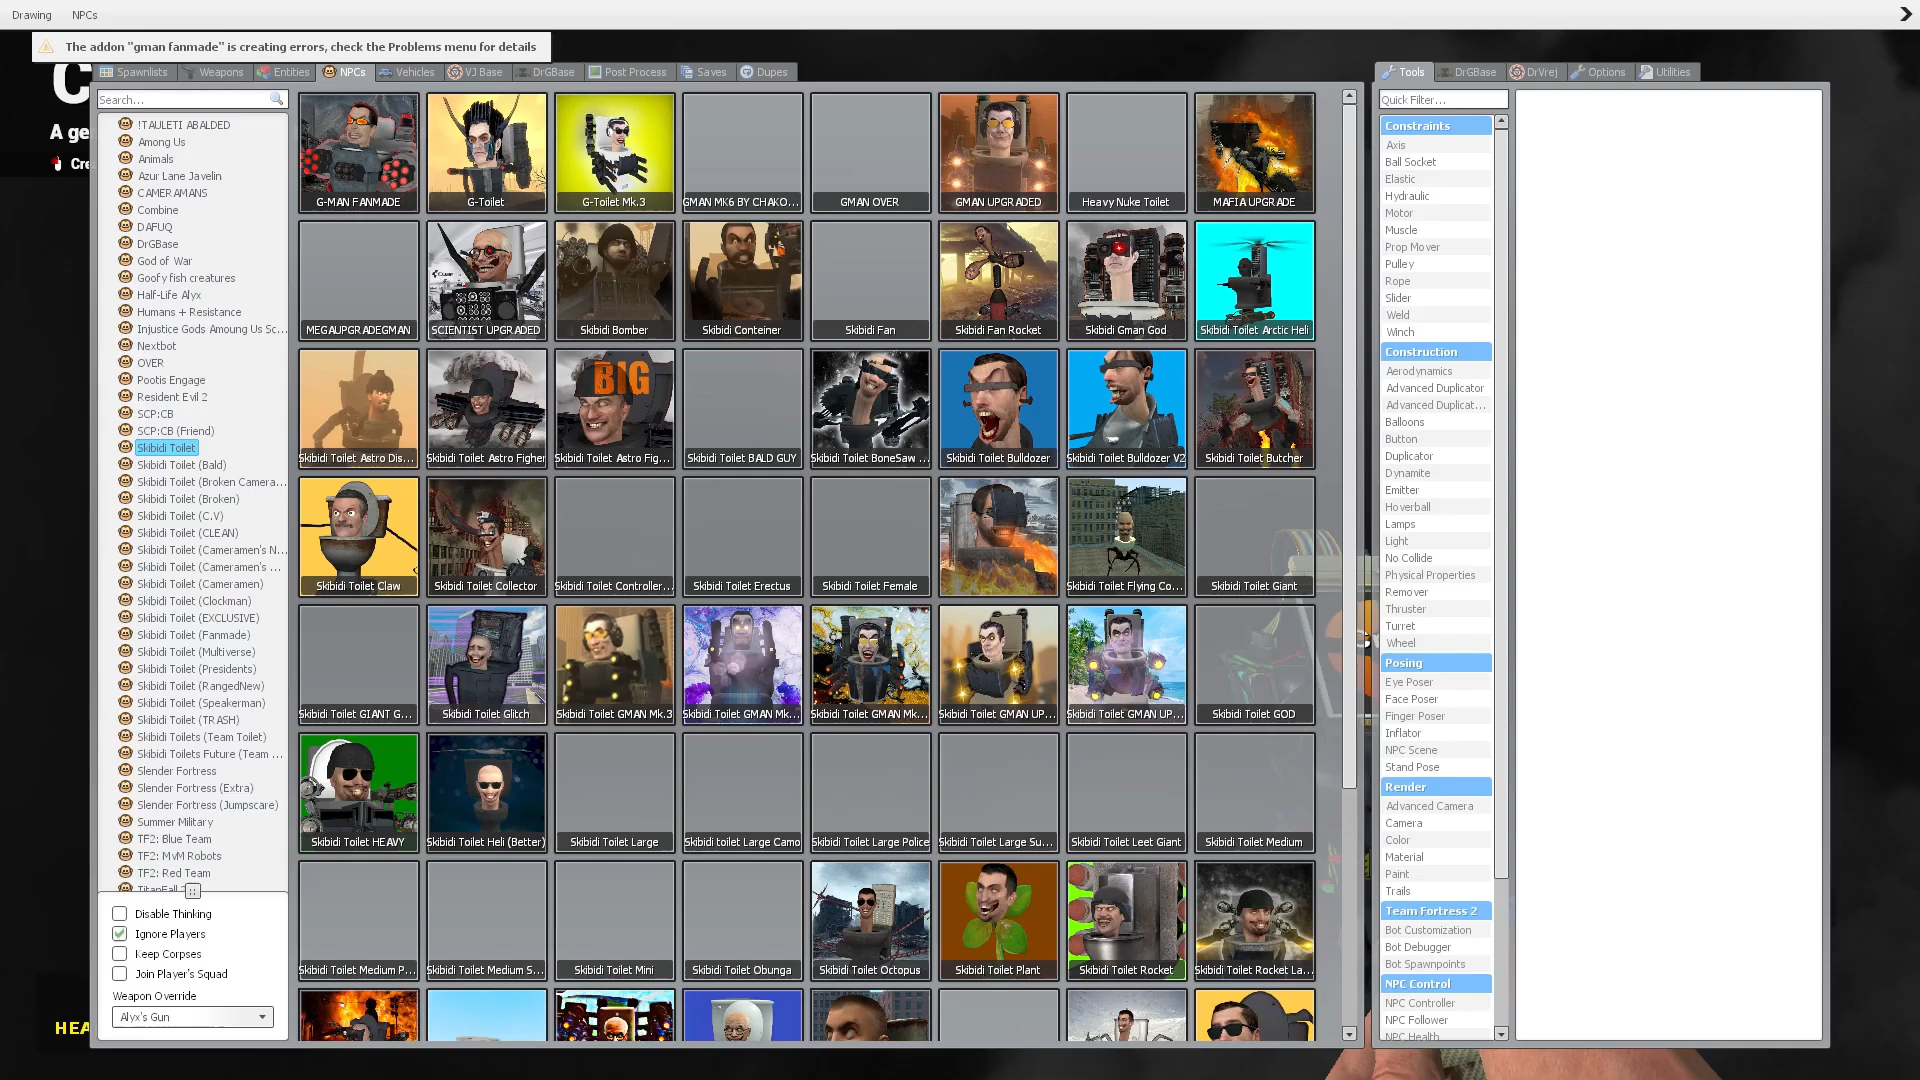 Drawing NPCs
The addon "gman fanmade" is creating errors, check the Problems menu for details
Spawnlists Weapons Entities NPCs Vehicles VJ Base DrGBase Post Process Saves Dupes
Tools DrGBase DrVrej Options Utilities
C
A ge
Cre
HEA
Search...
!TAULETI ABALDED
Among Us
Animals
Azur Lane Javelin
CAMERAMANS
Combine
DAFUQ
DrGBase
God of War
Goofy fish creatures
Half-Life Alyx
Humans + Resistance
Injustice Gods Amoung Us Sc...
Nextbot
OVER
Pootis Engage
Resident Evil 2
SCP:CB
SCP:CB (Friend)
Skibidi Toilet
Skibidi Toilet (Bald)
Skibidi Toilet (Broken Camera...
Skibidi Toilet (Broken)
Skibidi Toilet (C.V)
Skibidi Toilet (CLEAN)
Skibidi Toilet (Cameramen's N...
Skibidi Toilet (Cameramen's ...
Skibidi Toilet (Cameramen)
Skibidi Toilet (Clockman)
Skibidi Toilet (EXCLUSIVE)
Skibidi Toilet (Fanmade)
Skibidi Toilet (Multiverse)
Skibidi Toilet (Presidents)
Skibidi Toilet (RangedNew)
Skibidi Toilet (Speakerman)
Skibidi Toilet (TRASH)
Skibidi Toilets (Team Toilet)
Skibidi Toilets Future (Team ...
Slender Fortress
Slender Fortress (Extra)
Slender Fortress (Jumpscare)
Summer Military
TF2: Blue Team
TF2: MvM Robots
TF2: Red Team
TitanFall
Disable Thinking
Ignore Players
Keep Corpses
Join Player's Squad
Weapon Override
Alyx's Gun
G-MAN FANMADE G-Toilet G-Toilet Mk.3 GMAN MK6 BY CHAKO... GMAN OVER GMAN UPGRADED Heavy Nuke Toilet MAFIA UPGRADE
MEGAUPGRADEGMAN SCIENTIST UPGRADED Skibidi Bomber Skibidi Conteiner Skibidi Fan Skibidi Fan Rocket Skibidi Gman God Skibidi Toilet Arctic Heli
BIG
Skibidi Toilet Astro Dis... Skibidi Toilet Astro Figher Skibidi Toilet Astro Fig... Skibidi Toilet BALD GUY Skibidi Toilet BoneSaw ... Skibidi Toilet Bulldozer Skibidi Toilet Bulldozer V2 Skibidi Toilet Butcher
Skibidi Toilet Claw Skibidi Toilet Collector Skibidi Toilet Controller... Skibidi Toilet Erectus Skibidi Toilet Female Skibidi Toilet Flying Co... Skibidi Toilet Giant
Skibidi Toilet GIANT G... Skibidi Toilet Glitch Skibidi Toilet GMAN Mk.3 Skibidi Toilet GMAN Mk... Skibidi Toilet GMAN Mk... Skibidi Toilet GMAN UP... Skibidi Toilet GMAN UP... Skibidi Toilet GOD
Skibidi Toilet HEAVY Skibidi Toilet Heli (Better) Skibidi Toilet Large Skibidi toilet Large Camo Skibidi Toilet Large Police Skibidi Toilet Large Su... Skibidi Toilet Leet Giant Skibidi Toilet Medium
Skibidi Toilet Medium P... Skibidi Toilet Medium S... Skibidi Toilet Mini Skibidi Toilet Obunga Skibidi Toilet Octopus Skibidi Toilet Plant Skibidi Toilet Rocket Skibidi Toilet Rocket La...
Quick Filter...
Constraints
Axis
Ball Socket
Elastic
Hydraulic
Motor
Muscle
Prop Mover
Pulley
Rope
Slider
Weld
Winch
Construction
Aerodynamics
Advanced Duplicator
Advanced Duplicat...
Balloons
Button
Duplicator
Dynamite
Emitter
Hoverball
Lamps
Light
No Collide
Physical Properties
Remover
Thruster
Turret
Wheel
Posing
Eye Poser
Face Poser
Finger Poser
Inflator
NPC Scene
Stand Pose
Render
Advanced Camera
Camera
Color
Material
Paint
Trails
Team Fortress 2
Bot Customization
Bot Debugger
Bot Spawnpoints
NPC Control
NPC Controller
NPC Follower
NPC Health